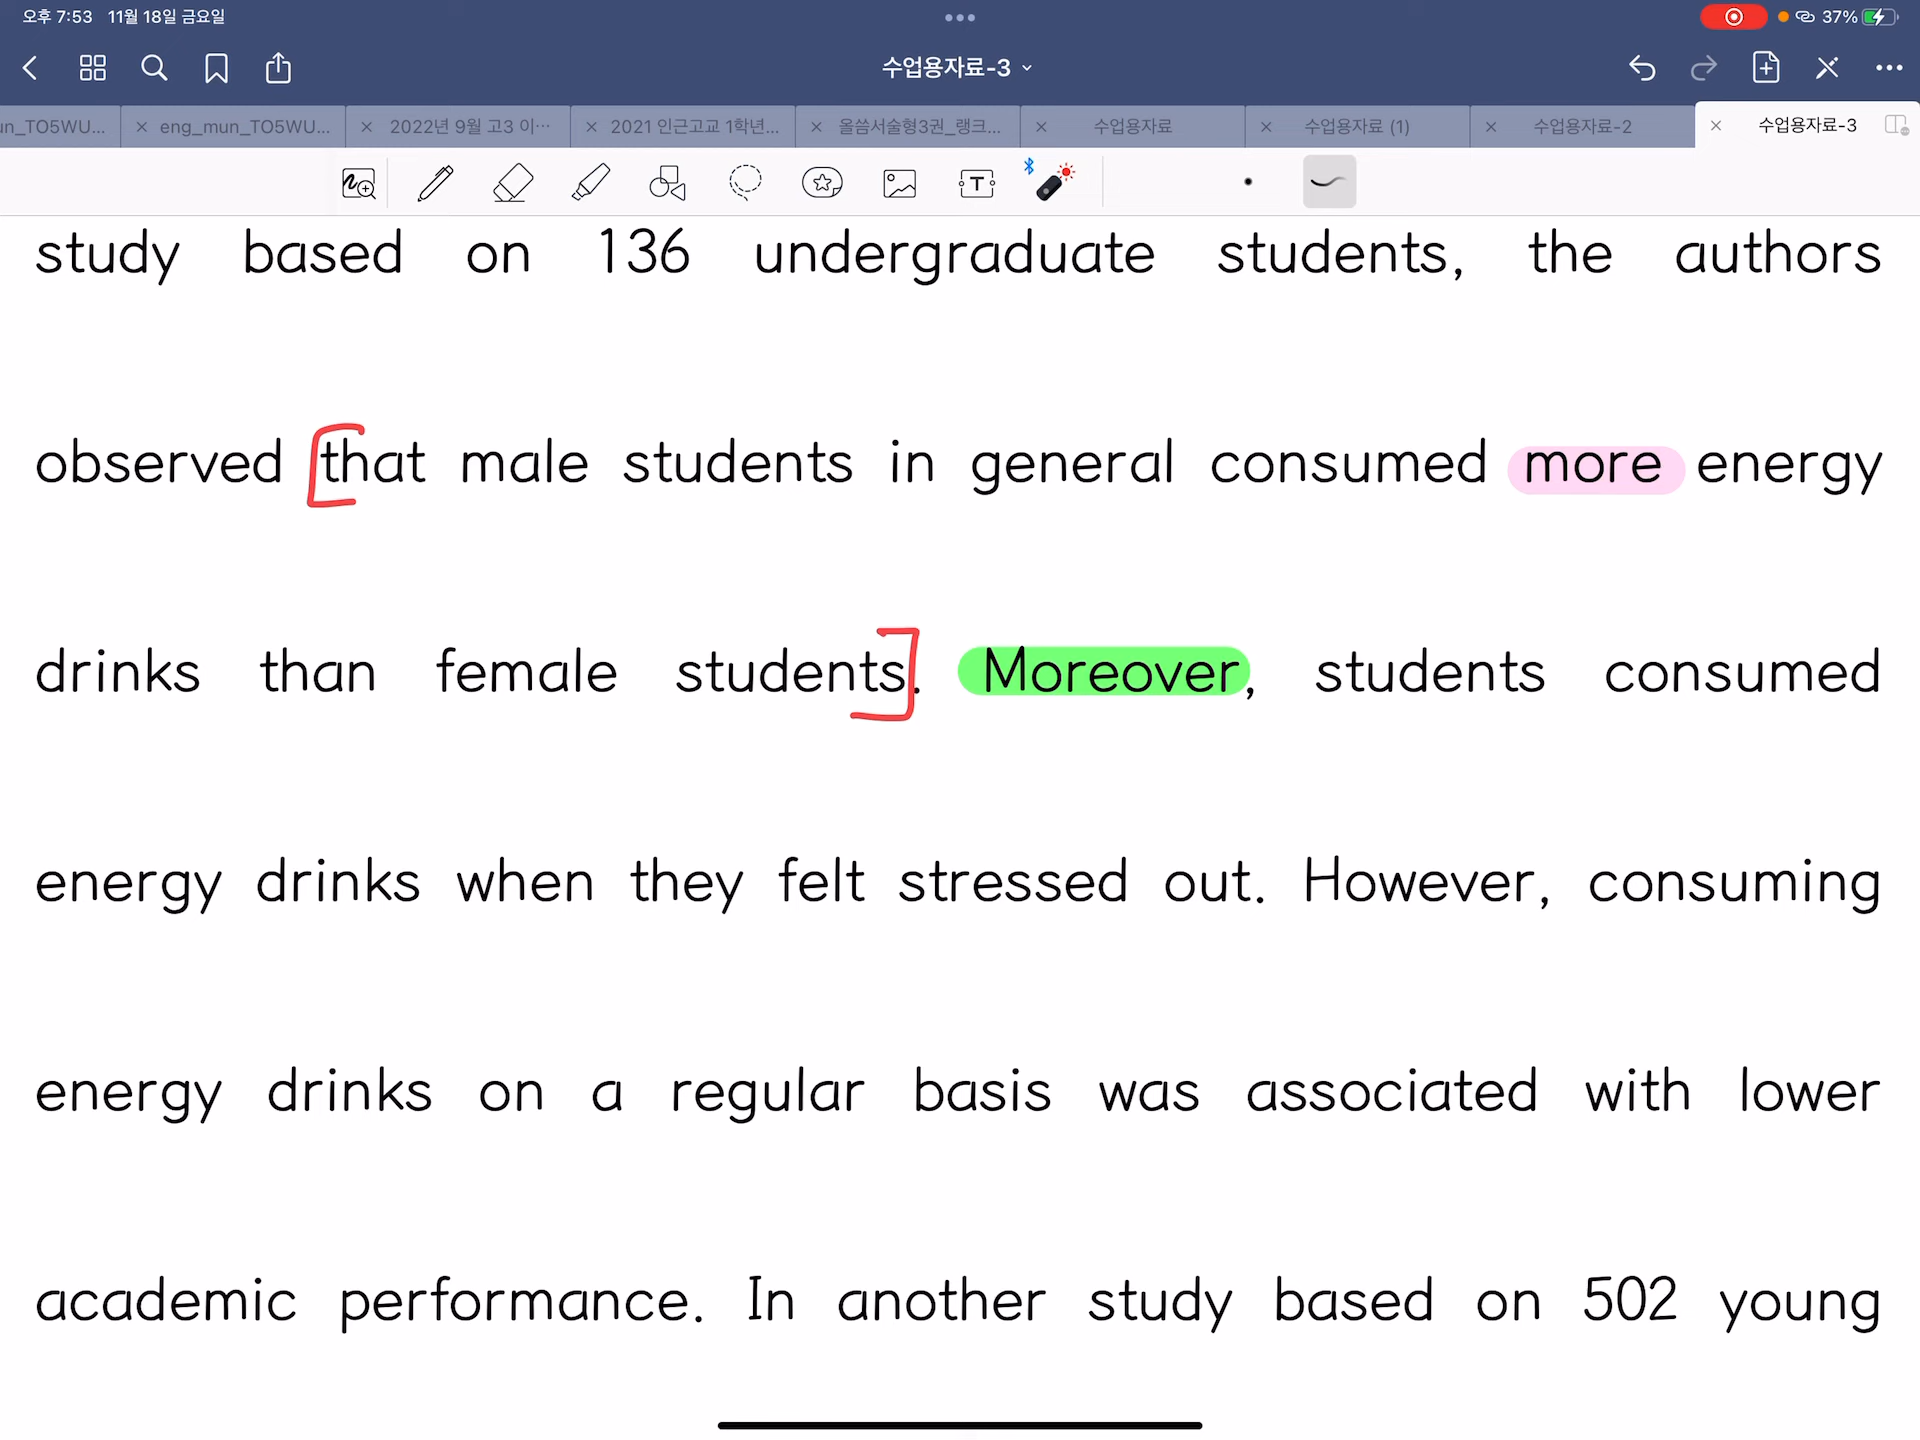 오후 7:53 11월 18일 금요일
37%
수업용자료-3
un_TO5WU...
eng_mun_TO5WU...
2022년 9월 고3 이...
2021 인근고교 1학년...
올씀서술형3권_랭크...
수업용자료
수업용자료 (1)
수업용자료-2
수업용자료-3
study based on 136 undergraduate students, the authors
observed that male students in general consumed more energy
drinks than female students. Moreover, students consumed
energy drinks when they felt stressed out. However, consuming
energy drinks on a regular basis was associated with lower
academic performance. In another study based on 502 young